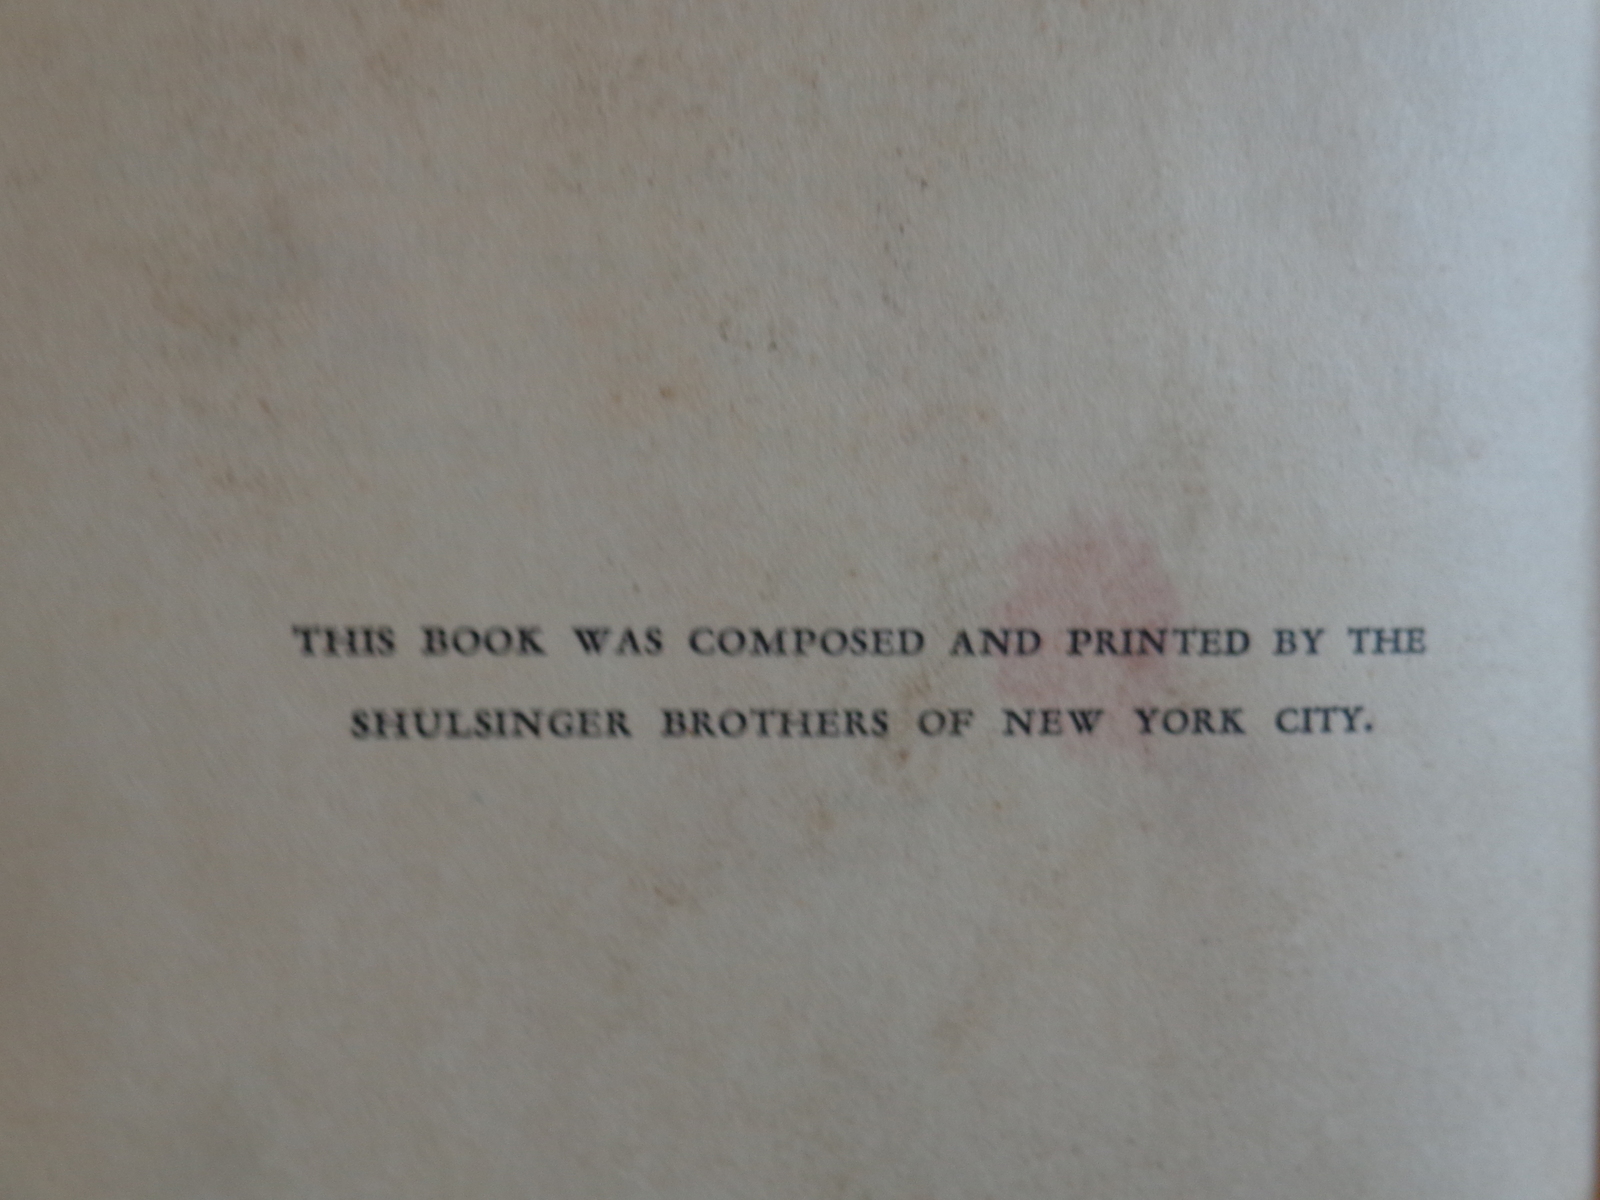 THIS BOOK WAS COMPOSED AND PRINTED BY THE
SHULSINGER BROTHERS OF NEW YORK CITY.